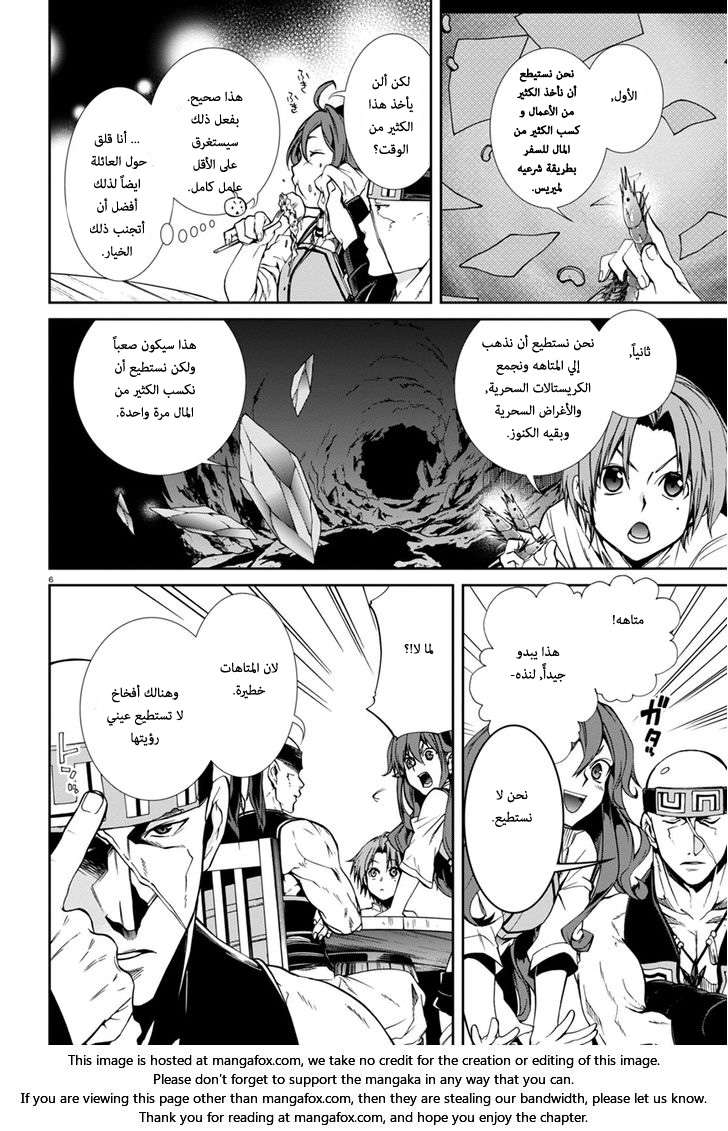 الأول,
نحن نستيطع
أن نأخذ الكثير
من الأعمال و
كسب الكثير من
المال للسفر
بطريقة شرعيه
لميريس.
لكن ألن
يأخذ هذا
الكثير من
الوقت؟
هذا صحيح.
بفعل ذلك
سيستغرق
على الأقل
عامل كامل.
... أنا قلق
حول العائلة
ايضاً لذلك
أفضل أن
أتجنب ذلك
الخيار.
ثانياً,
نحن نستطيع أن نذهب
إلي المتاهه ونجمع
الكريستالات السحرية,
والأغراض السحرية
وبقيه الكنوز.
هذا سيكون صعباً
ولكن نستطيع أن
نكسب الكثير من
المال مرة واحدة.
6
متاهه!
هذا يبدو
جيداً, لنذه-
ガタ
نحن لا
نستطيع.
لما لا!?
لان المتاهات
خطيرة.
وهنالك أفخاخ
لا تستطيع عيني
رؤيتها
This image is hosted at mangafox.com, we take no credit for the creation or editing of this image.
Please don't forget to support the mangaka in any way that you can.
If you are viewing this page other than mangafox.com, then they are stealing our bandwidth, please let us know.
Thank you for reading at mangafox.com, and hope you enjoy the chapter.